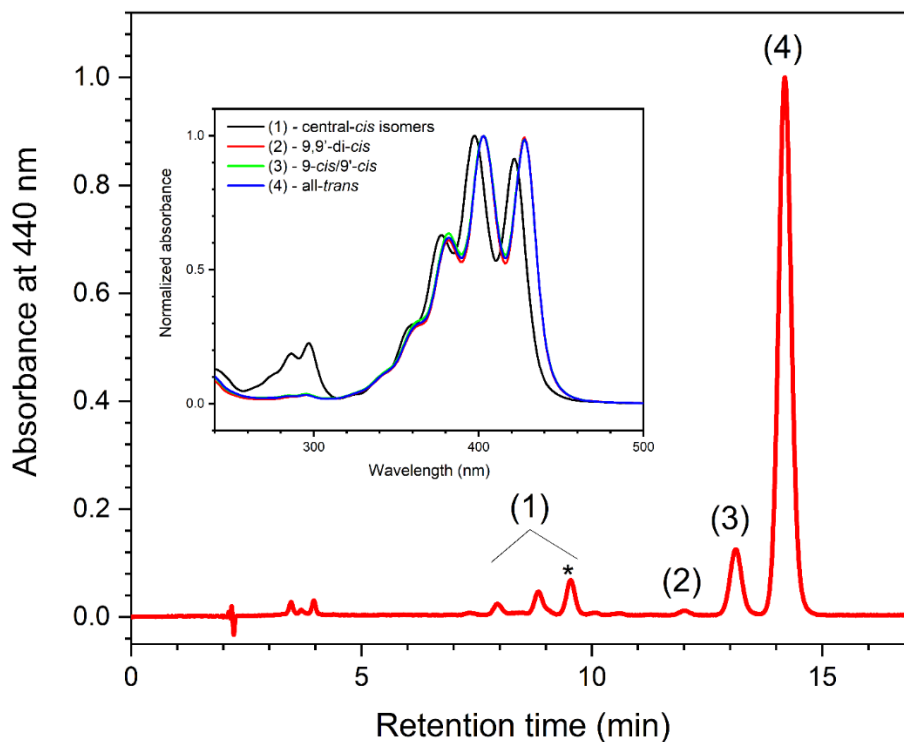 (4)
1.0
Absorbance at 440 nm
0.8
0.6
0.4
0.2
0.0
1.0
0.5
0.0
Normalized absorbance
(1) - central-cis isomers
(2) - 9,9'-di-cis
(3) - 9-cis/9'-cis
(4) - all-trans
300
400
500
Wavelength (nm)
(1)
*
(2)
(3)
0
5
10
15
Retention time (min)